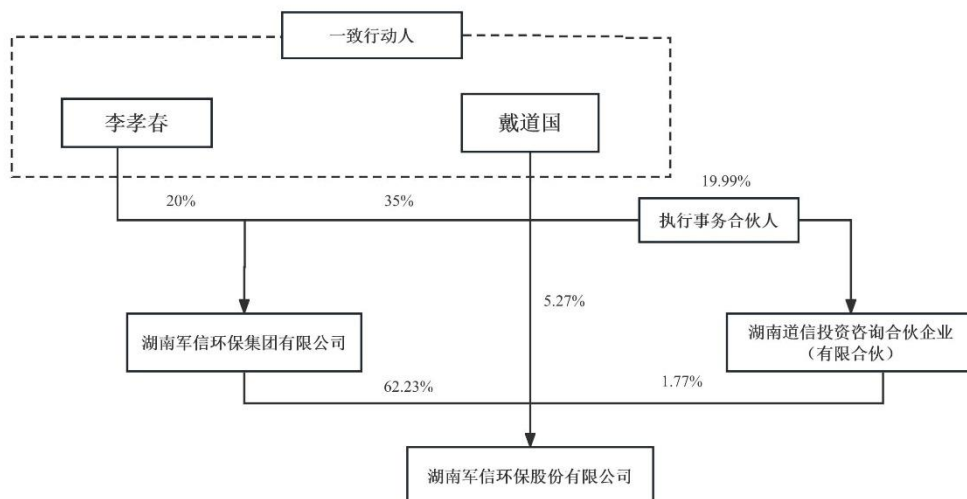 一致行动人
李孝春
戴道国
19.99%
20%
35%
执行事务合伙人
5.27%
湖南军信环保集团有限公司
湖南道信投资咨询合伙企业
（有限合伙）
62.23%
1.77%
湖南军信环保股份有限公司